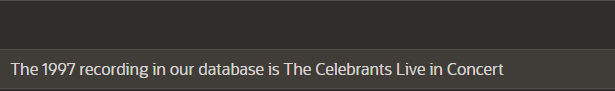 The 1997 recording in our database is The Celebrants Live in Concert